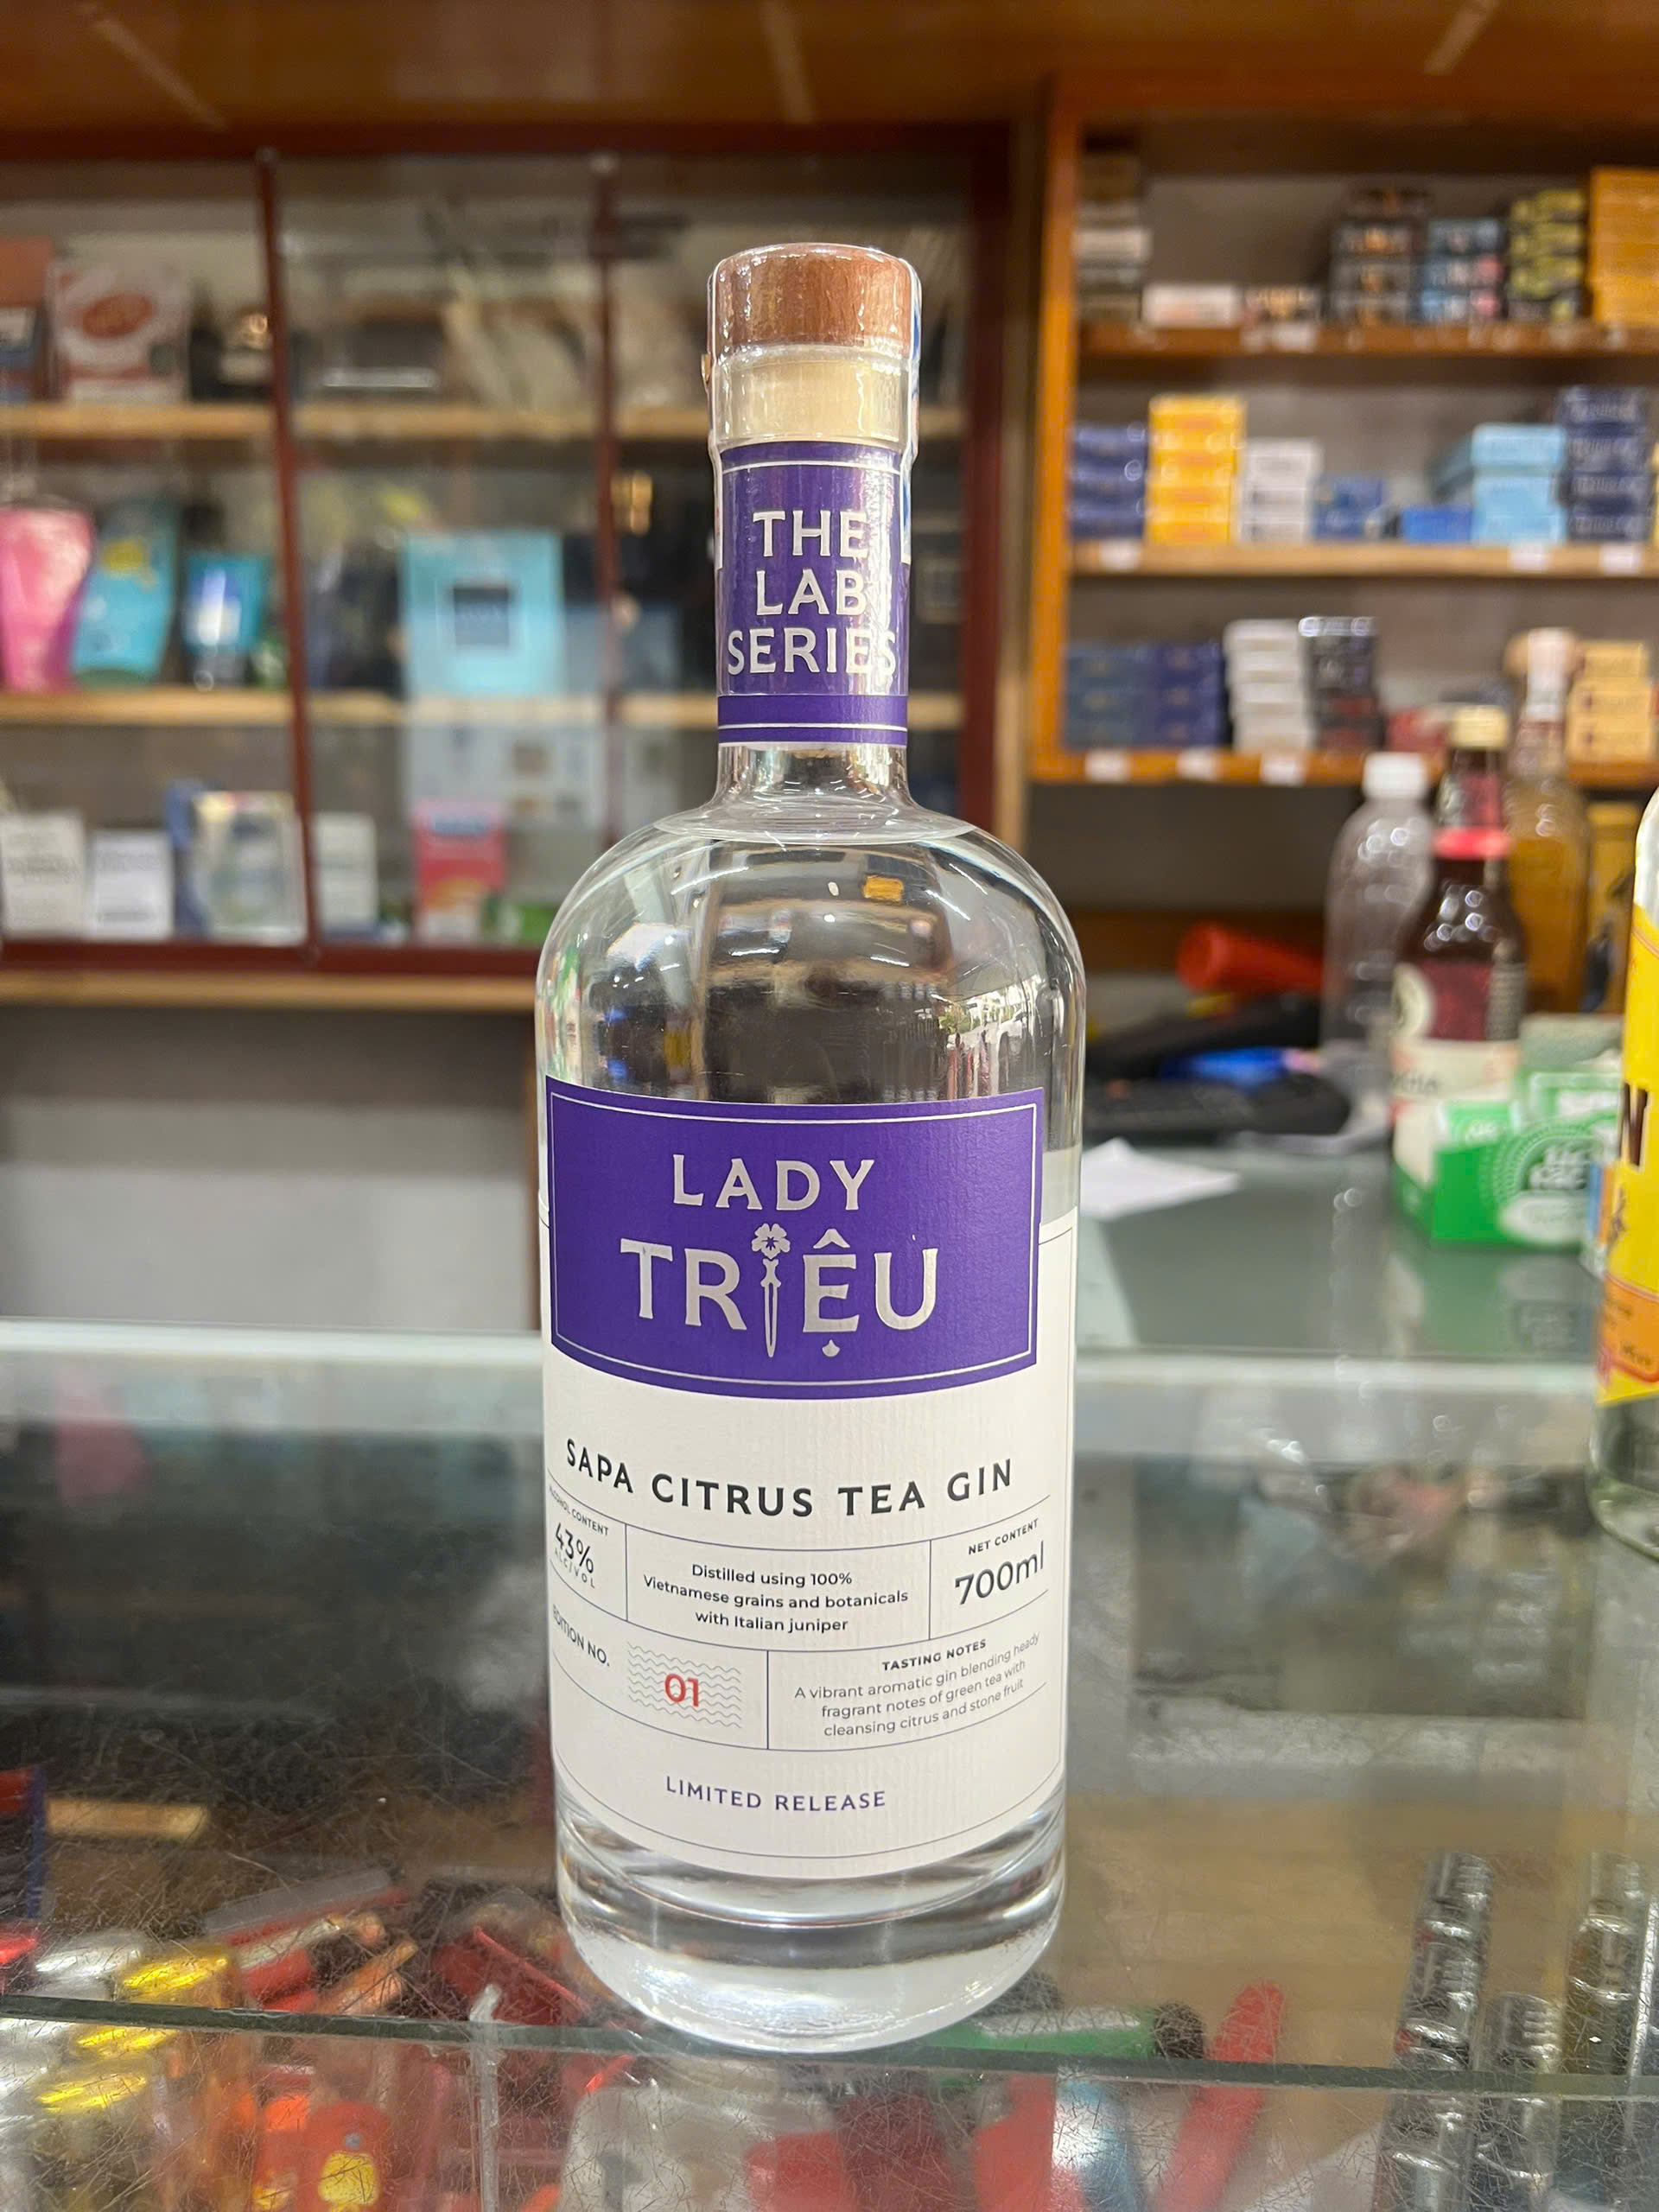 THE
LAB
SERIES
LADY
TRIỆU
SAPA CITRUS TEA GIN
ALCOHOL CONTENT
43%
ALC/VOL
Distilled using 100%
Vietnamese grains and botanicals
with Italian juniper
NET CONTENT
700ml
EDITION NO.
01
TASTING NOTES
A vibrant aromatic gin blending heady
fragrant notes of green tea with
cleansing citrus and stone fruit
LIMITED RELEASE